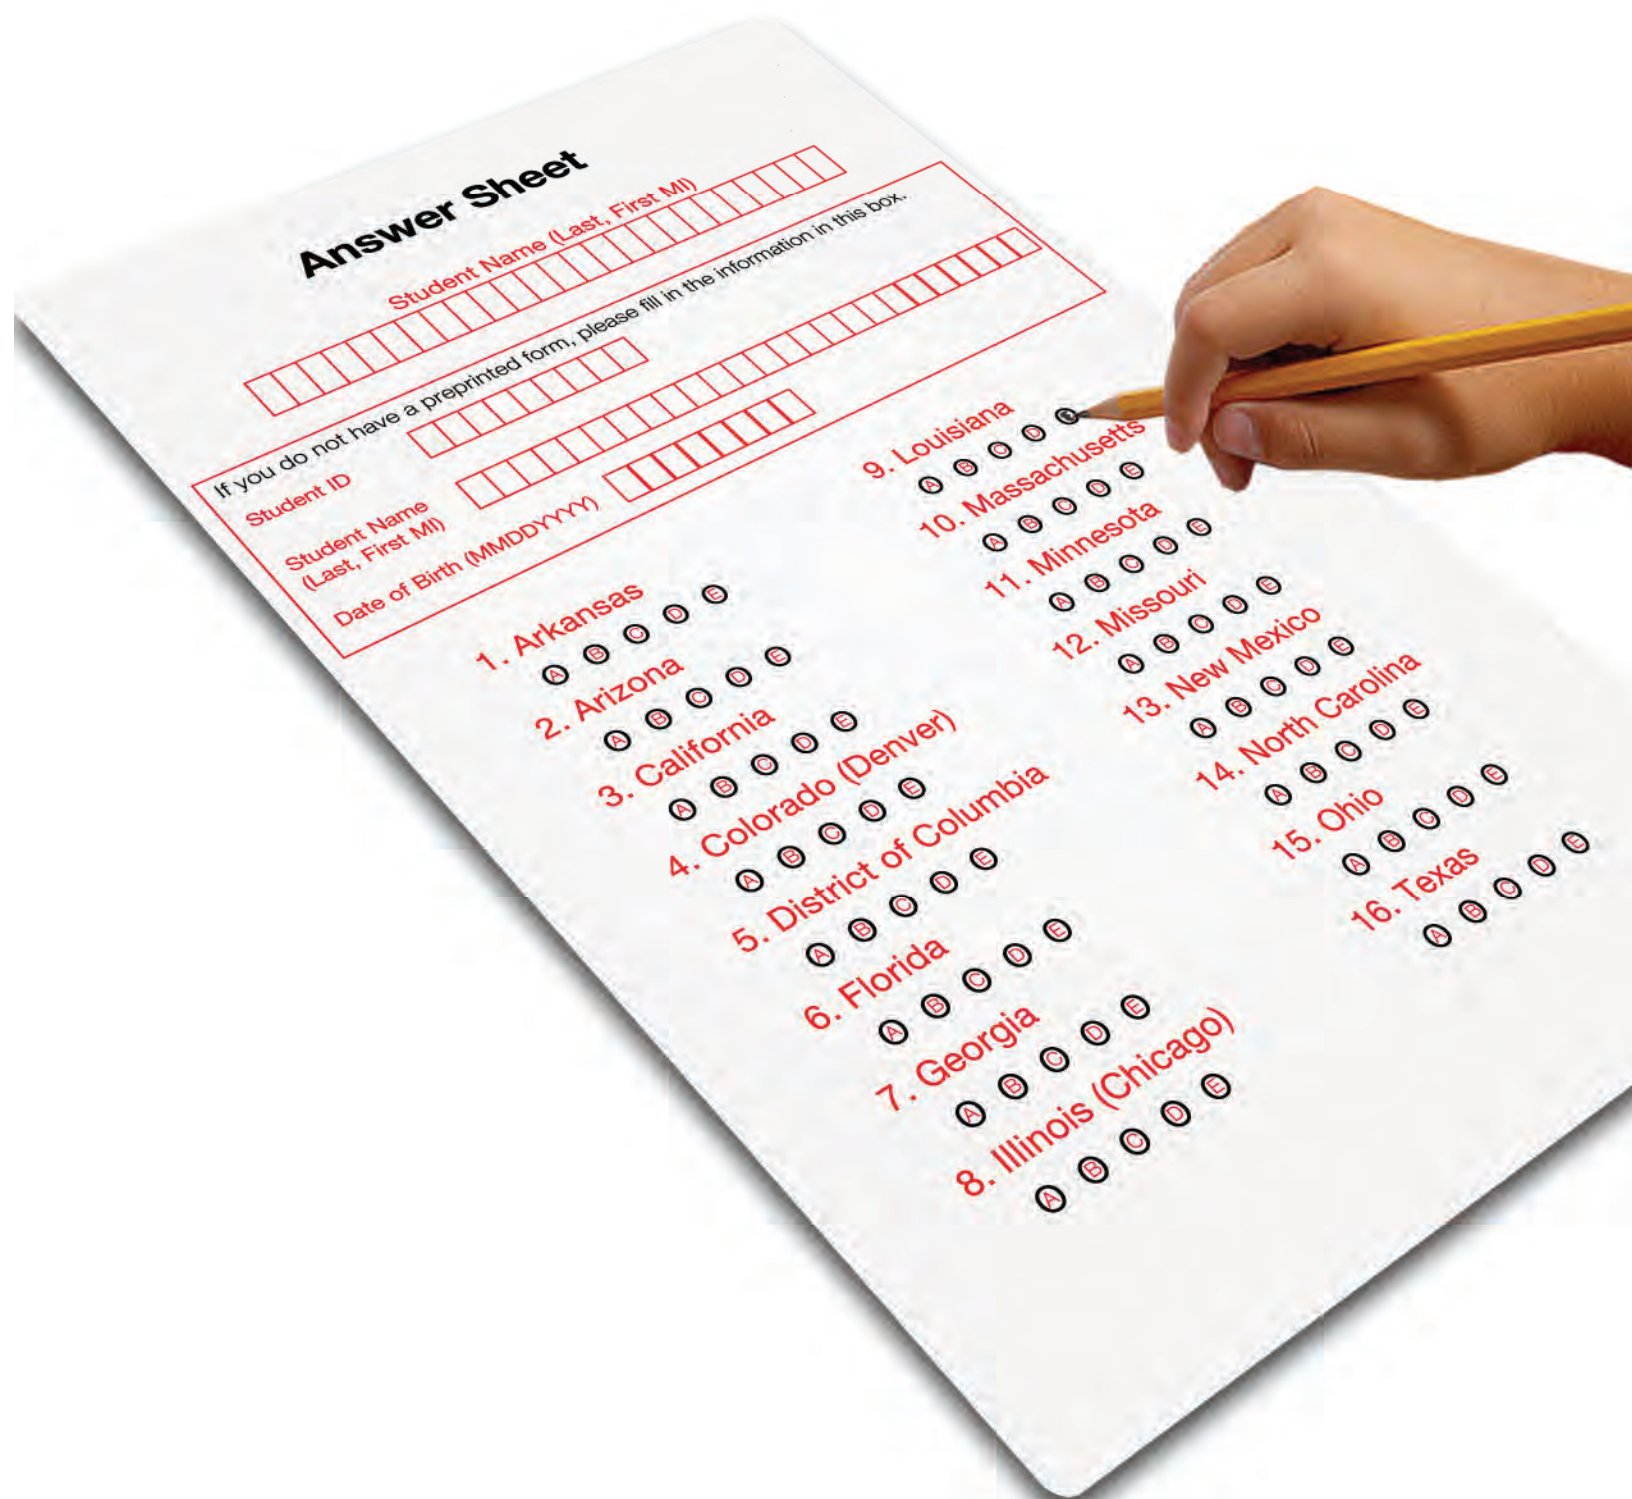 Answer Sheet
Student Name (Last, First MI)
If you do not have a preprinted form, please fill in the information in this box.
Student ID
Student Name
(Last, First MI)
Date of Birth (MMDDYYYY)
1. Arkansas
A B C D E
2. Arizona
A B C D E
3. California
A B C D E
4. Colorado (Denver)
A B C D E
5. District of Columbia
A B C D E
6. Florida
A B C D E
7. Georgia
A B C D E
8. Illinois (Chicago)
A B C D E
9. Louisiana
A B C D
10. Massachusetts
A B C D E
11. Minnesota
A B C D E
12. Missouri
A B C D E
13. New Mexico
A B C D E
14. North Carolina
A B C D E
15. Ohio
A B C D E
16. Texas
A B C D E